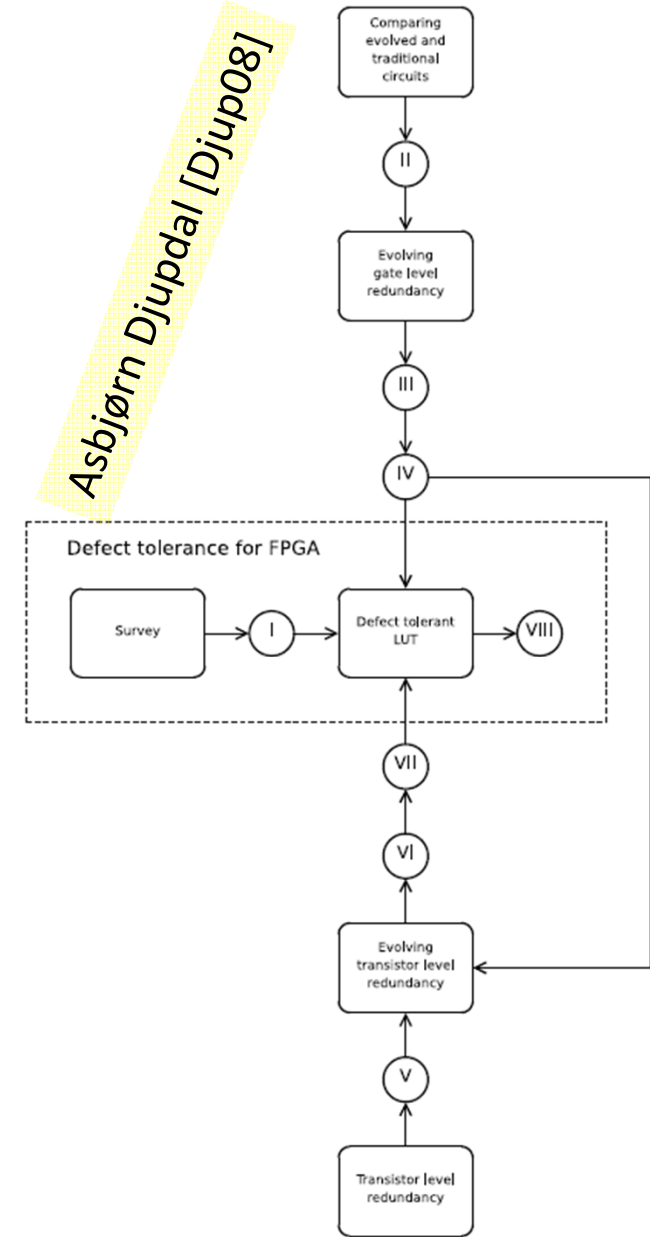 Comparing
evolved and
traditional
circuits
Asbjørn Djupdal [Djup08]
II
Evolving
gate level
redundancy
III
IV
Defect tolerance for FPGA
Survey
I
Defect tolerant
LUT
VIII
VII
VI
Evolving
transistor level
redundancy
V
Transistor level
redundancy